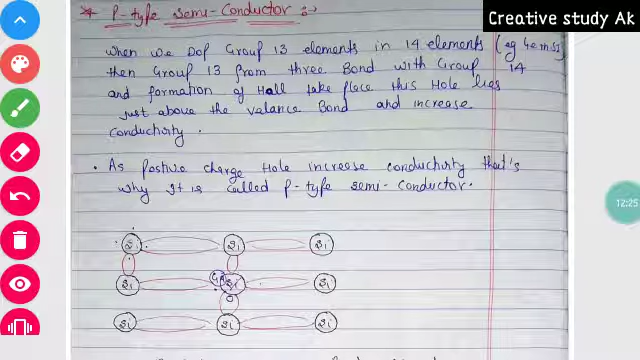 Creative study Ak
* P-type Semi-Conductor :-
when we Dop Group 13 elements in 14 elements (eg Ge
then Group 13 from three Bond with Group 14
and formation of Hall take place this Hole lies
just above the valance Bond and increase
conductivity.
• As postive charge Hole increase conductivity that's
why It is called P-type semi-conductor.
12:25
Si Si Si
Si Ga Si Si
Si Si Si